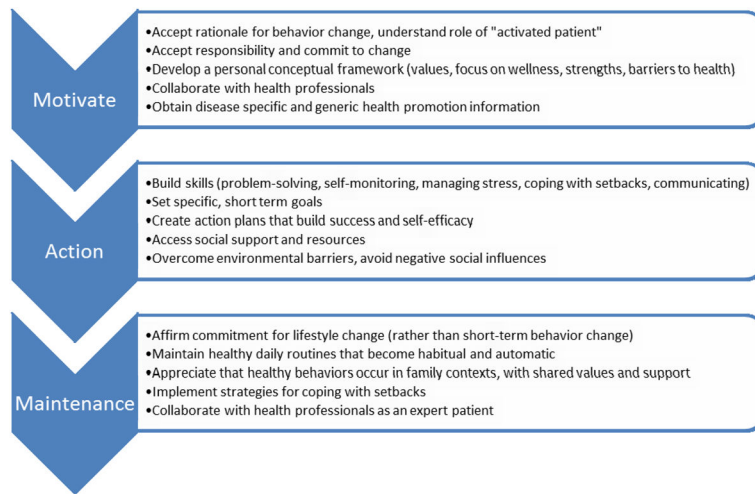 Motivate
•Accept rationale for behavior change, understand role of "activated patient"
•Accept responsibility and commit to change
•Develop a personal conceptual framework (values, focus on wellness, strengths, barriers to health)
•Collaborate with health professionals
•Obtain disease specific and generic health promotion information
Action
•Build skills (problem-solving, self-monitoring, managing stress, coping with setbacks, communicating)
•Set specific, short term goals
•Create action plans that build success and self-efficacy
•Access social support and resources
•Overcome environmental barriers, avoid negative social influences
Maintenance
•Affirm commitment for lifestyle change (rather than short-term behavior change)
•Maintain healthy daily routines that become habitual and automatic
•Appreciate that healthy behaviors occur in family contexts, with shared values and support
•Implement strategies for coping with setbacks
•Collaborate with health professionals as an expert patient